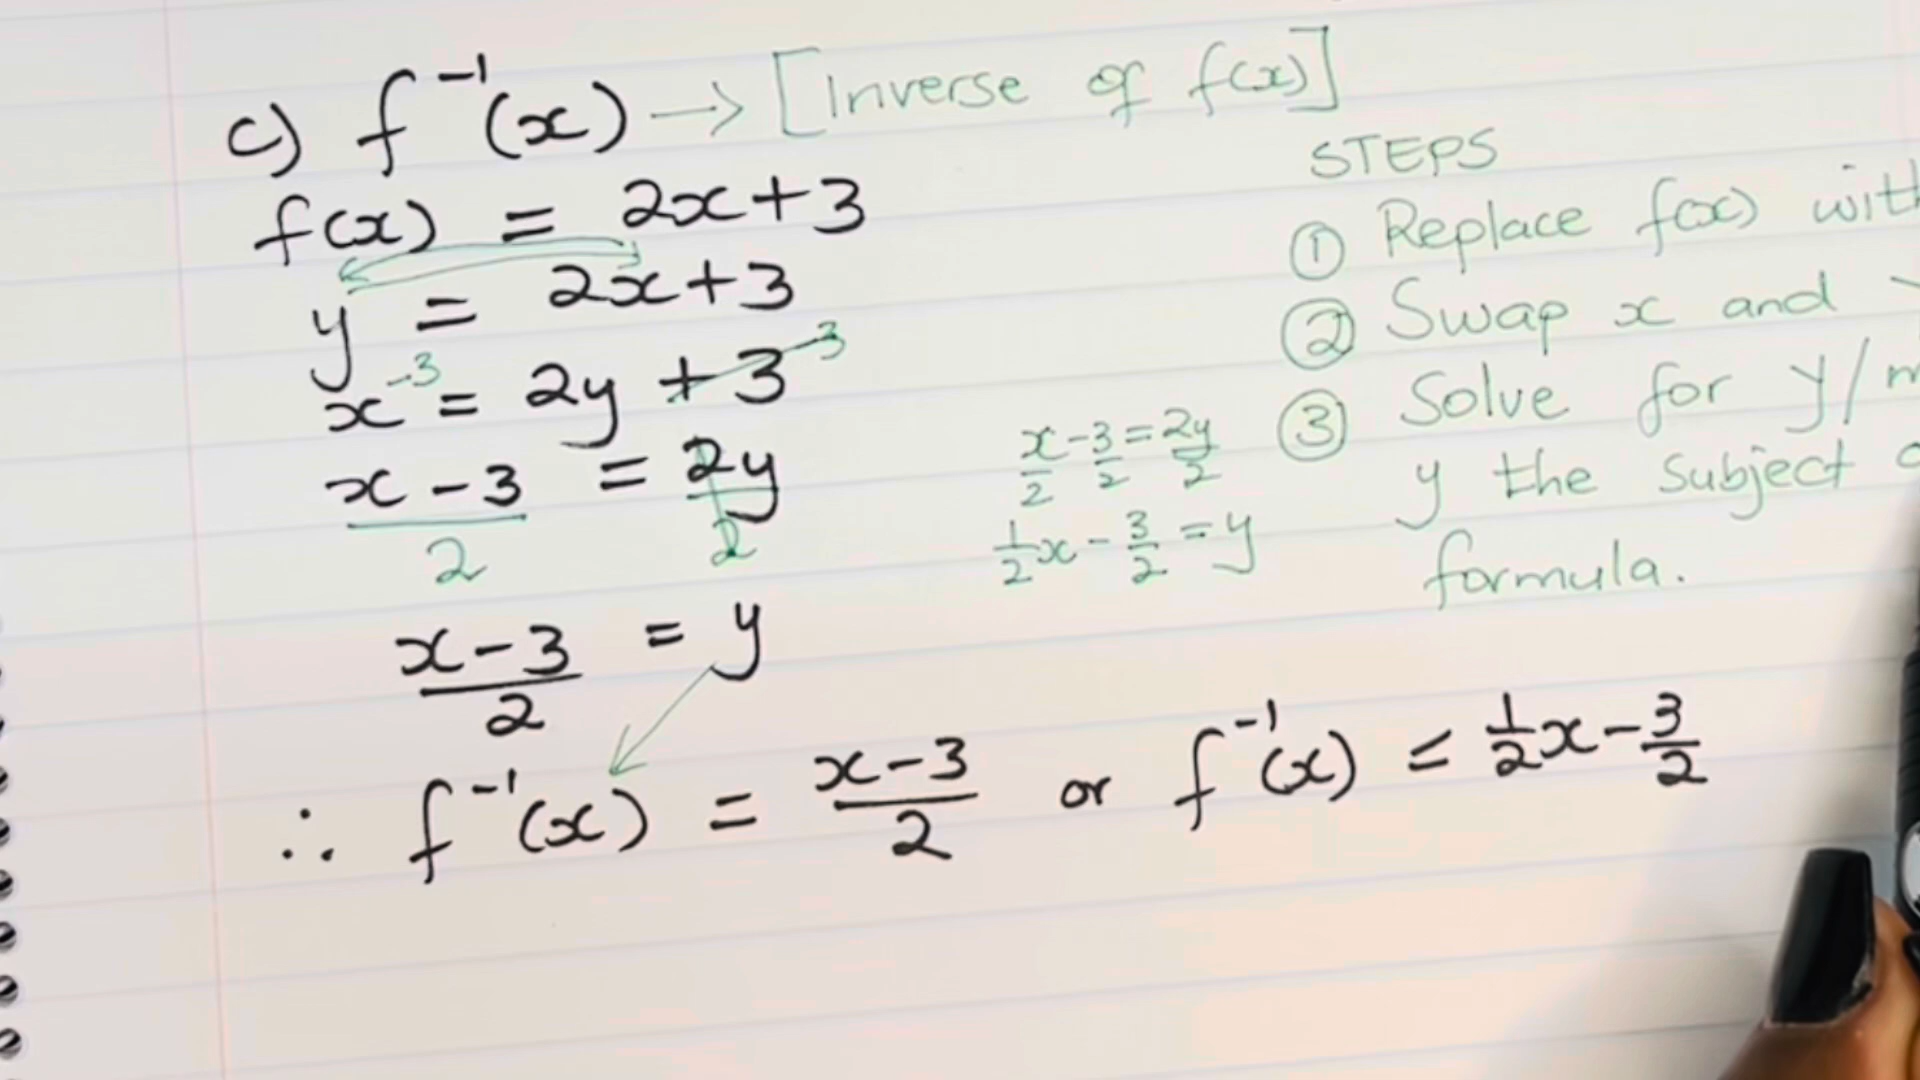 c) f⁻¹(x) → [Inverse of f(x)]
f(x) = 2x+3
y = 2x+3
x -3 = 2y + 3 -3
x - 3 / 2 = 2y / 2
x - 3 / 2 = y
∴ f⁻¹(x) = x - 3 / 2 or f⁻¹(x) = 1/2 x - 3/2
x/2 - 3/2 = 2y/2
1/2 x - 3/2 = y
STEPS
① Replace f(x) with
② Swap x and
③ Solve for y/
y the subject
formula.